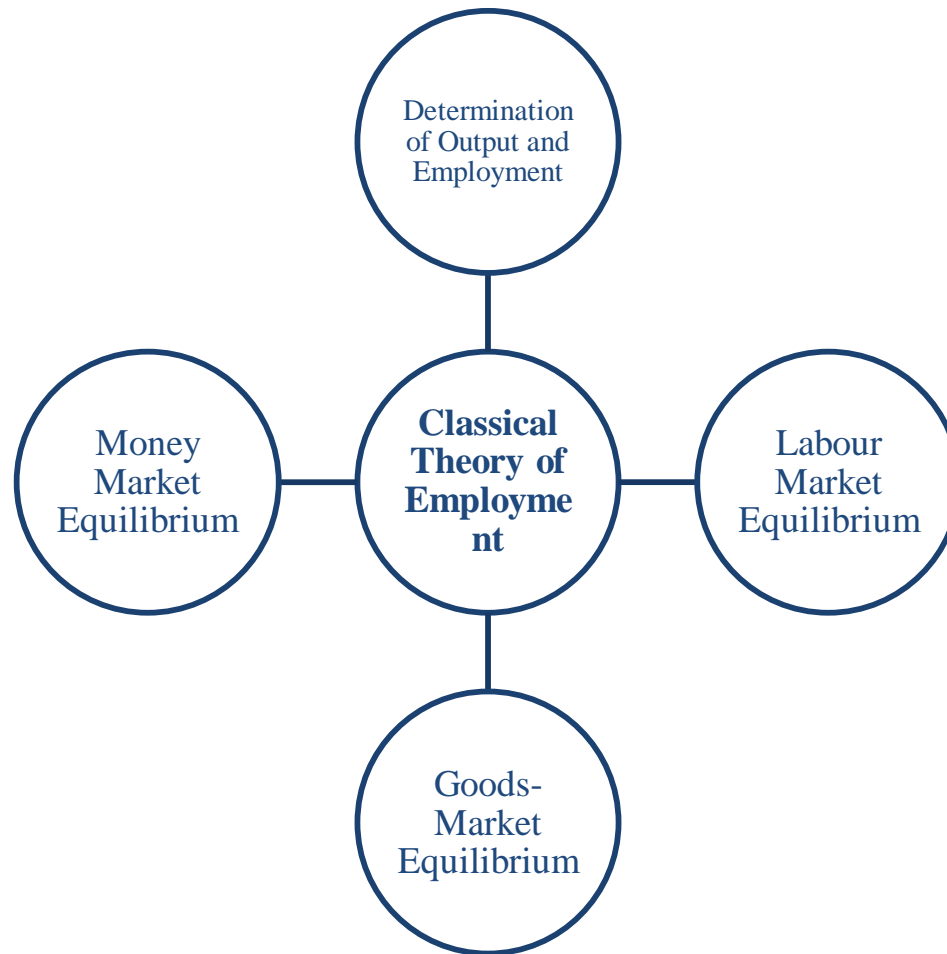 Determination
of Output and
Employment
Money
Market
Equilibrium
Classical
Theory of
Employme
nt
Labour
Market
Equilibrium
Goods-
Market
Equilibrium